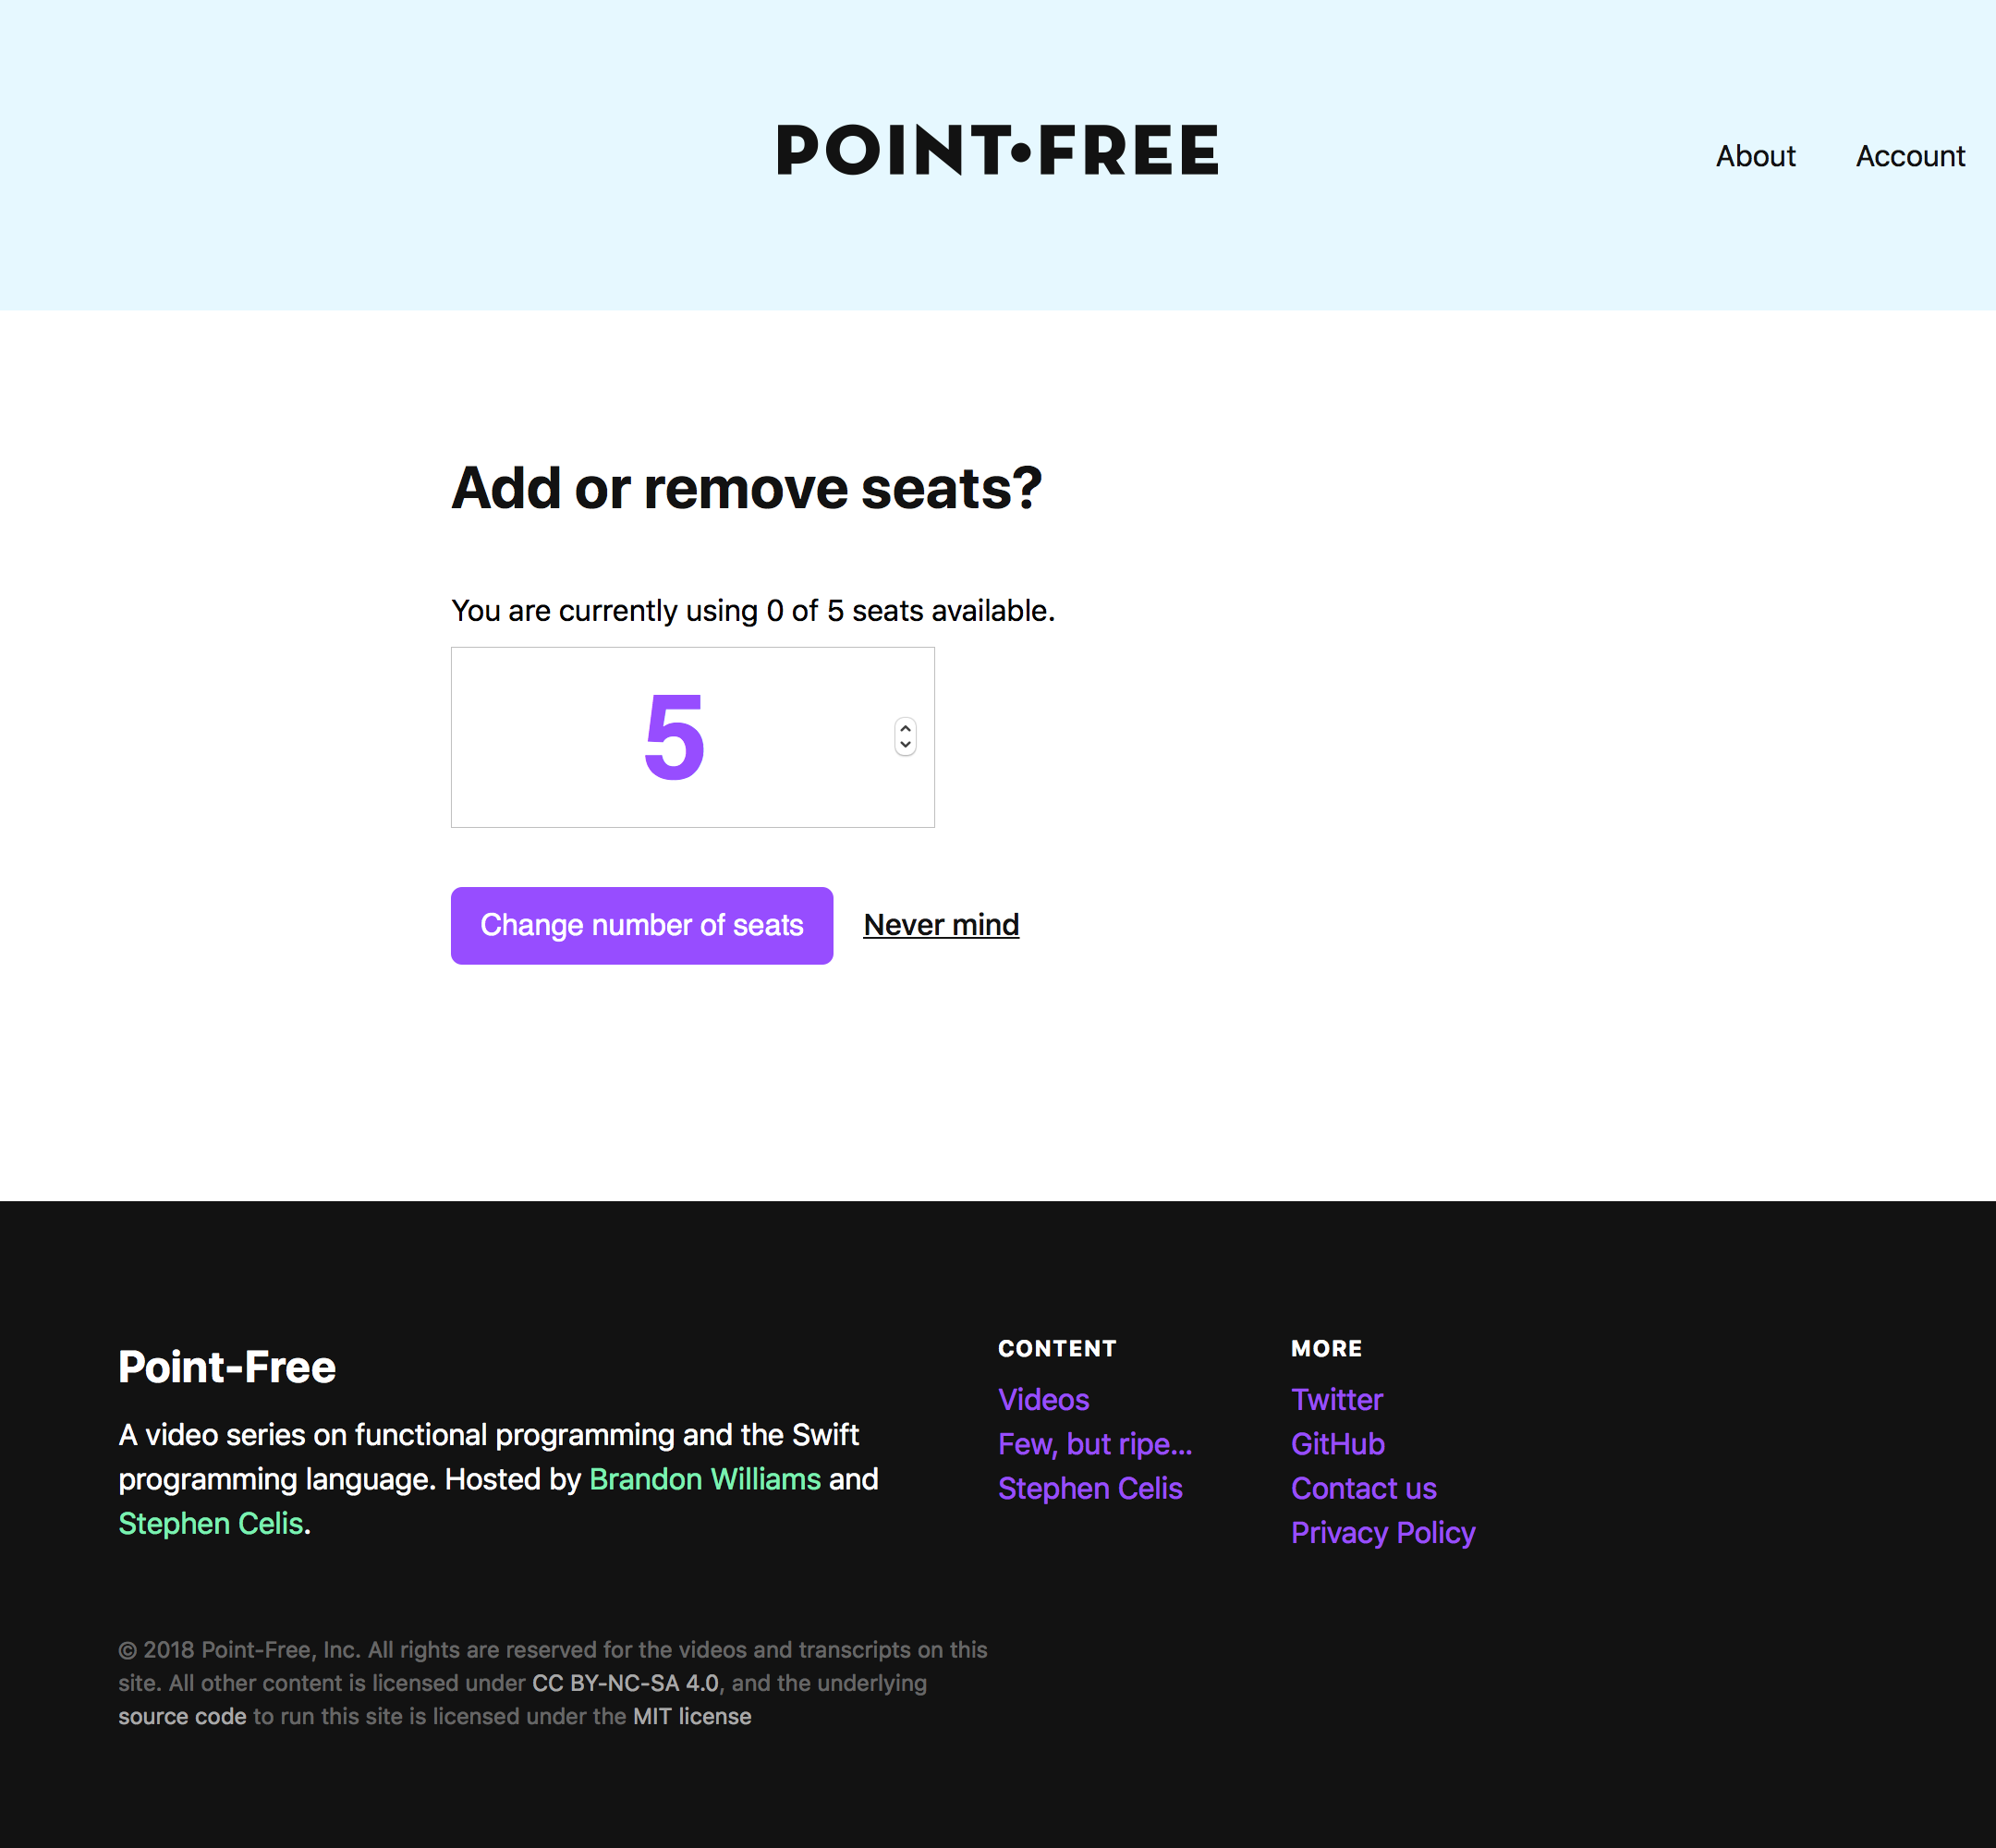 POINT•FREE
About
Account
Add or remove seats?
You are currently using 0 of 5 seats available.
5
Change number of seats
Never mind
Point-Free
A video series on functional programming and the Swift
programming language. Hosted by Brandon Williams and
Stephen Celis.
CONTENT
Videos
Few, but ripe...
Stephen Celis
MORE
Twitter
GitHub
Contact us
Privacy Policy
© 2018 Point-Free, Inc. All rights are reserved for the videos and transcripts on this
site. All other content is licensed under CC BY-NC-SA 4.0, and the underlying
source code to run this site is licensed under the MIT license